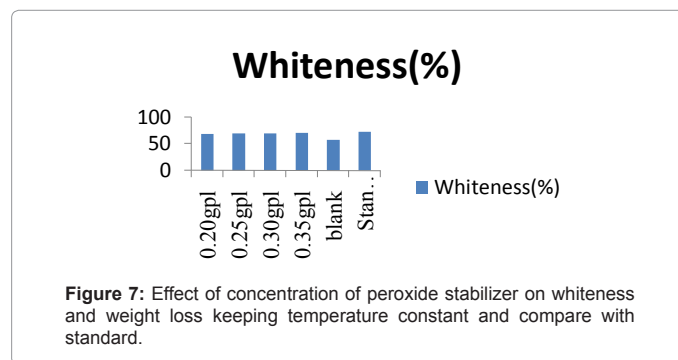 Whiteness(%)
100
50
0
0.20gpl
0.25gpl
0.30gpl
0.35gpl
blank
Stan…
Whiteness(%)
Figure 7: Effect of concentration of peroxide stabilizer on whiteness
and weight loss keeping temperature constant and compare with
standard.